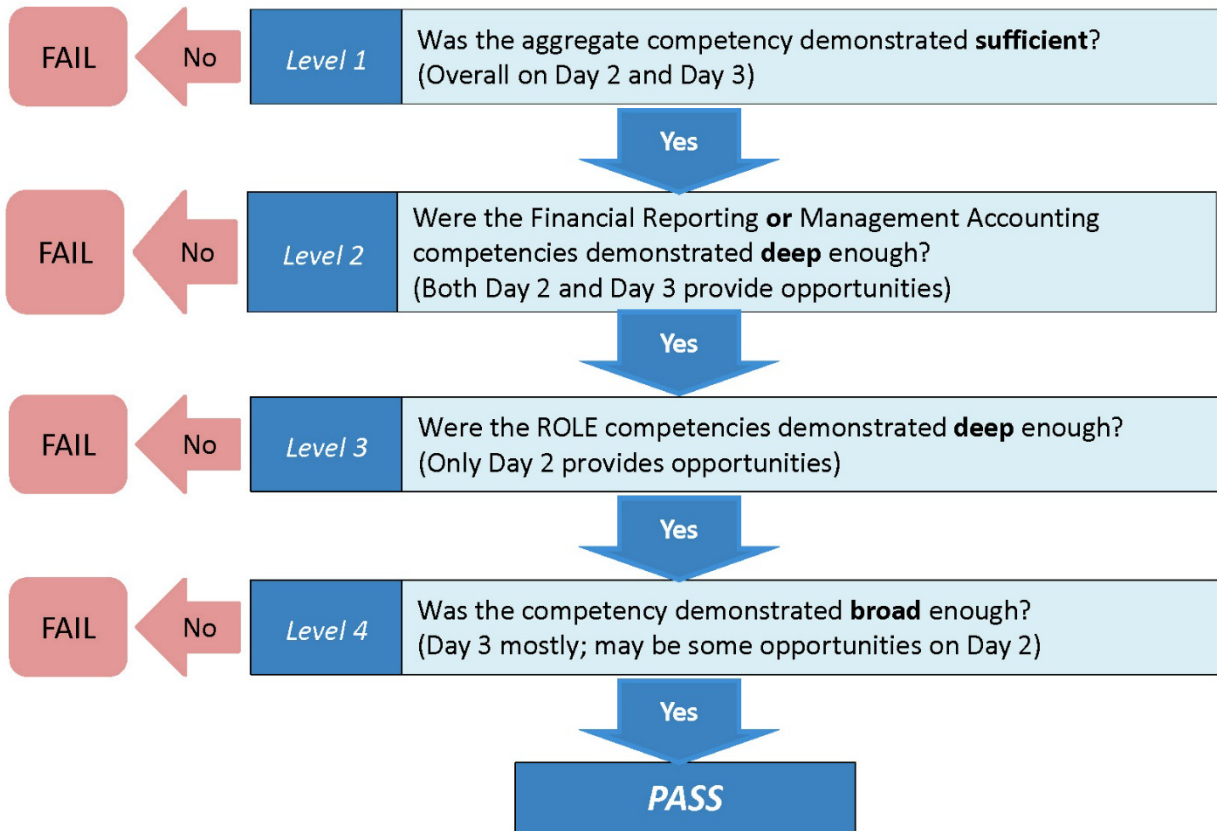 FAIL
No
Level 1
Was the aggregate competency demonstrated sufficient?
(Overall on Day 2 and Day 3)
Yes
FAIL
No
Level 2
Were the Financial Reporting or Management Accounting
competencies demonstrated deep enough?
(Both Day 2 and Day 3 provide opportunities)
Yes
FAIL
No
Level 3
Were the ROLE competencies demonstrated deep enough?
(Only Day 2 provides opportunities)
Yes
FAIL
No
Level 4
Was the competency demonstrated broad enough?
(Day 3 mostly; may be some opportunities on Day 2)
Yes
PASS